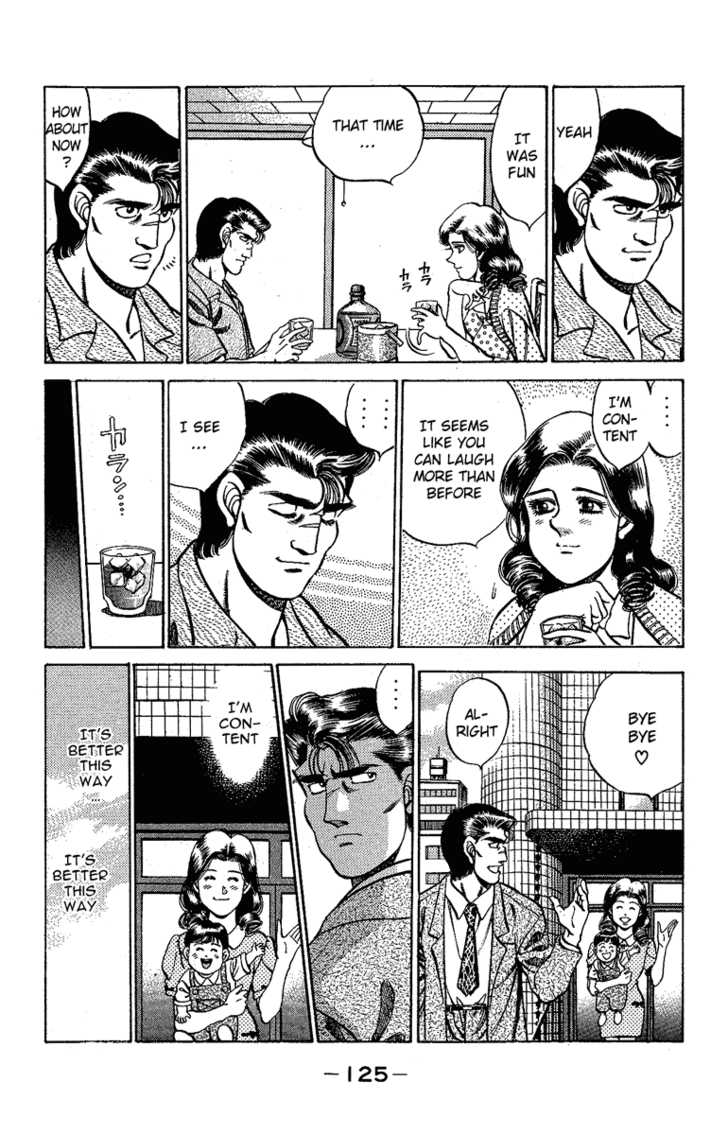 YEAH
IT
WAS
FUN
THAT TIME
...
カラ
カラ
HOW
ABOUT
NOW
?
....
I'M
CON-
TENT
IT SEEMS
LIKE YOU
CAN LAUGH
MORE THAN
BEFORE
....
I SEE
...
カラン....
BYE
BYE
♡
AL-
RIGHT
....
I'M
CON-
TENT
IT'S
BETTER
THIS
WAY
...
IT'S
BETTER
THIS
WAY
-125-